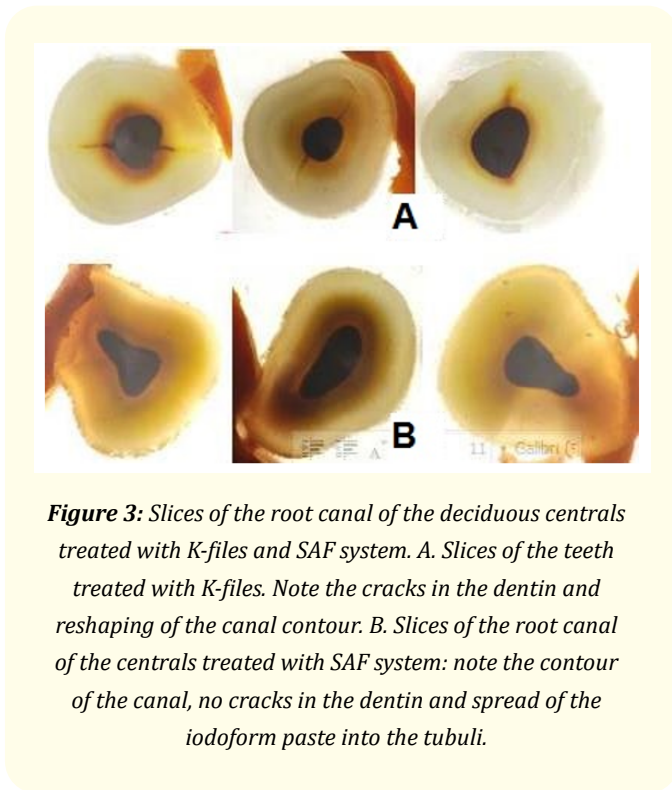 A
B
A
11 Calibri (
Figure 3: Slices of the root canal of the deciduous centrals
treated with K-files and SAF system. A. Slices of the teeth
treated with K-files. Note the cracks in the dentin and
reshaping of the canal contour. B. Slices of the root canal
of the centrals treated with SAF system: note the contour
of the canal, no cracks in the dentin and spread of the
iodoform paste into the tubuli.